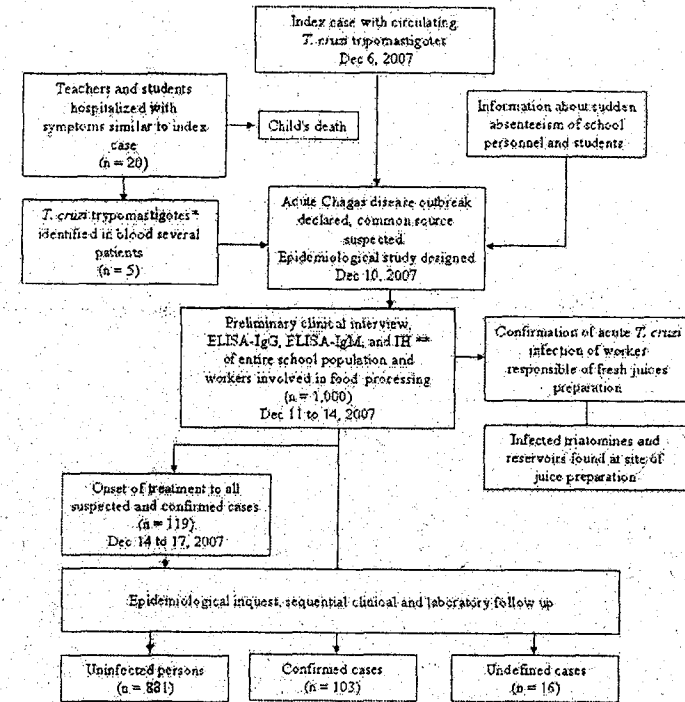 Index case with circulating
T. cruzi tripomastigotes
Dec 6, 2007
Teachers and students
hospitalized with
symptoms similar to index
case
(n = 20)
Child's death
Information about sudden
absenteeism of school
personnel and students
T. cruzi trypomastigotes*
identified in blood several
patients
(n = 5)
Acute Chagas disease outbreak
declared, common source
suspected
Epidemiological study designed
Dec 10, 2007
Preliminary clinical interview,
ELISA-IgG, ELISA-IgM, and IH **
of entire school population and
workers involved in food processing
(n = 1,000)
Dec 11 to 14, 2007
Confirmation of acute T. cruzi
infection of worker
responsible of fresh juices
preparation
Infected triatomines and
reservoirs found at site of
juice preparation
Onset of treatment to all
suspected and confirmed cases
(n = 119)
Dec 14 to 17, 2007
Epidemiological inquest, sequential clinical and laboratory follow up
Uninfected persons
(n = 881)
Confirmed cases
(n = 103)
Undefined cases
(n = 16)